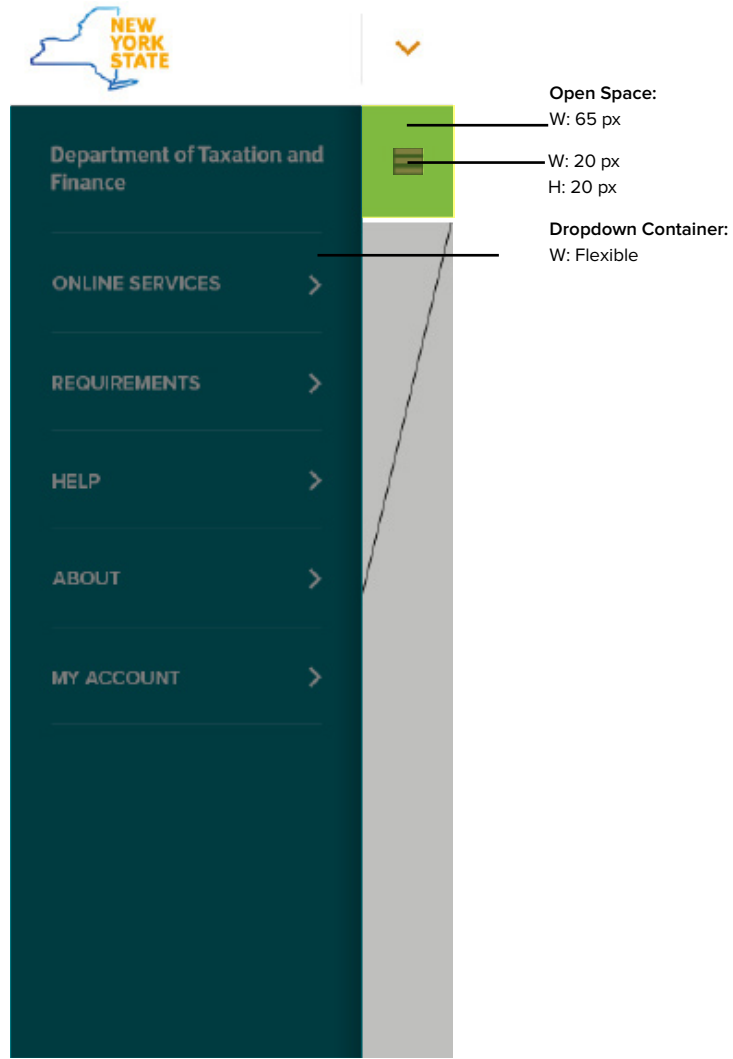 NEW
YORK
STATE
Open Space:
W: 65 px
Department of Taxation and
Finance
W: 20 px
H: 20 px
Dropdown Container:
W: Flexible
ONLINE SERVICES
REQUIREMENTS
HELP
ABOUT
MY ACCOUNT